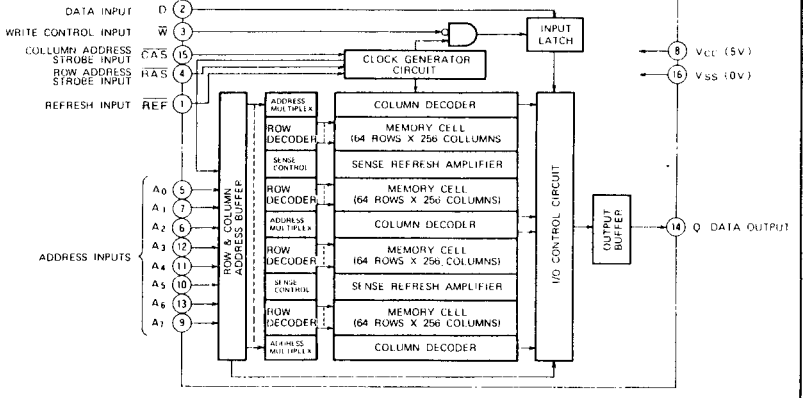 DATA INPUT D 2
WRITE CONTROL INPUT W 3
COLLUMN ADDRESS STROBE INPUT CAS 15
ROW ADDRESS STROBE INPUT RAS 4
REFRESH INPUT REF 1
INPUT LATCH
CLOCK GENERATOR CIRCUIT
8 VCC (5V)
16 VSS (0V)
ADDRESS MULTIPLEX
COLUMN DECODER
ROW DECODER
MEMORY CELL
(64 ROWS X 256 COLLUMNS
SENSE CONTROL
SENSE REFRESH AMPLIFIER
ROW DECODER
MEMORY CELL
(64 ROWS X 256 COLUMNS)
ADDRESS MULTIPLEX
COLUMN DECODER
ROW DECODER
MEMORY CELL
(64 ROWS X 256 COLUMNS)
SENSE CONTROL
SENSE REFRESH AMPLIFIER
ROW DECODER
MEMORY CELL
(64 ROWS X 256 COLUMNS)
ADDRESS MULTIPLEX
COLUMN DECODER
ADDRESS INPUTS
A0 5
A1 7
A2 6
A3 12
A4 11
A5 10
A6 13
A7 9
ROW & COLUMN ADDRESS BUFFER
I/O CONTROL CIRCUIT
OUTPUT BUFFER
14 Q DATA OUTPUT